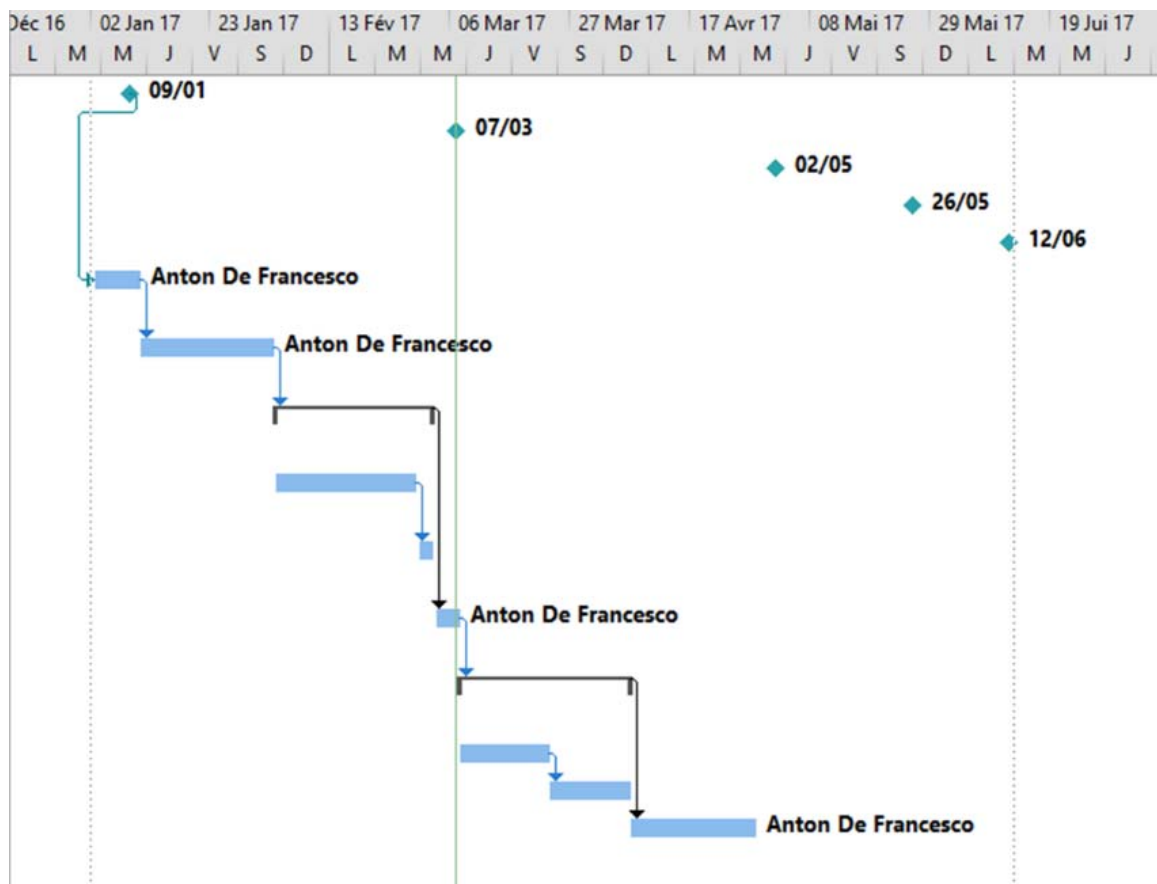 Déc 16 02 Jan 17 23 Jan 17 13 Fév 17 06 Mar 17 27 Mar 17 17 Avr 17 08 Mai 17 29 Mai 17 19 Jui 17
L M M J V S D L M M J V S D L M M J V S D L M M J
09/01
07/03
02/05
26/05
12/06
Anton De Francesco
Anton De Francesco
Anton De Francesco
Anton De Francesco